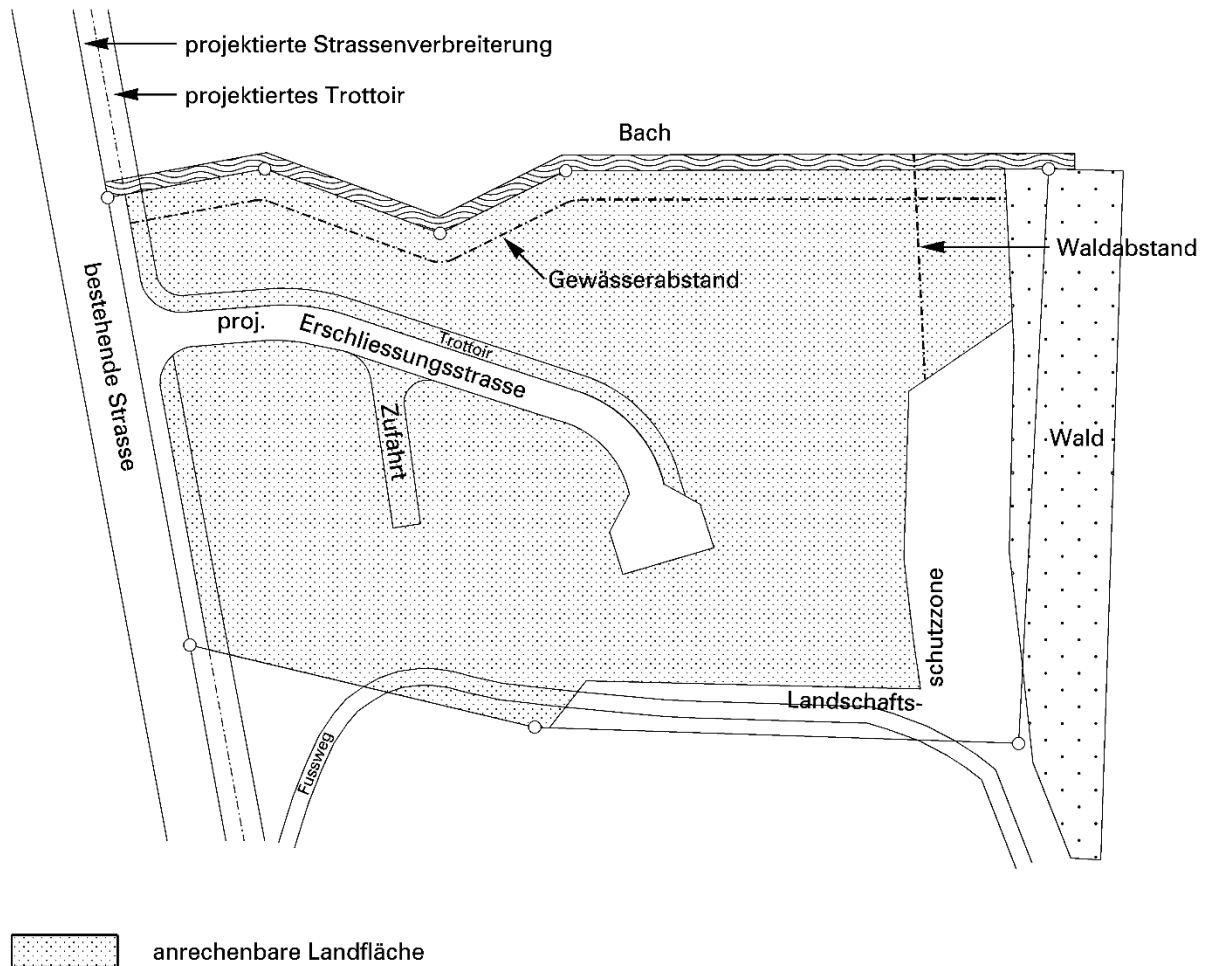 projektierte Strassenverbreiterung
projektiertes Trottoir
Bach
Waldabstand
Gewässerabstand
proj.
Erschliessungsstrasse
Trottoir
bestehende Strasse
Zufahrt
Wald
Landschafts-
schutzzone
Fussweg
anrechenbare Landfläche